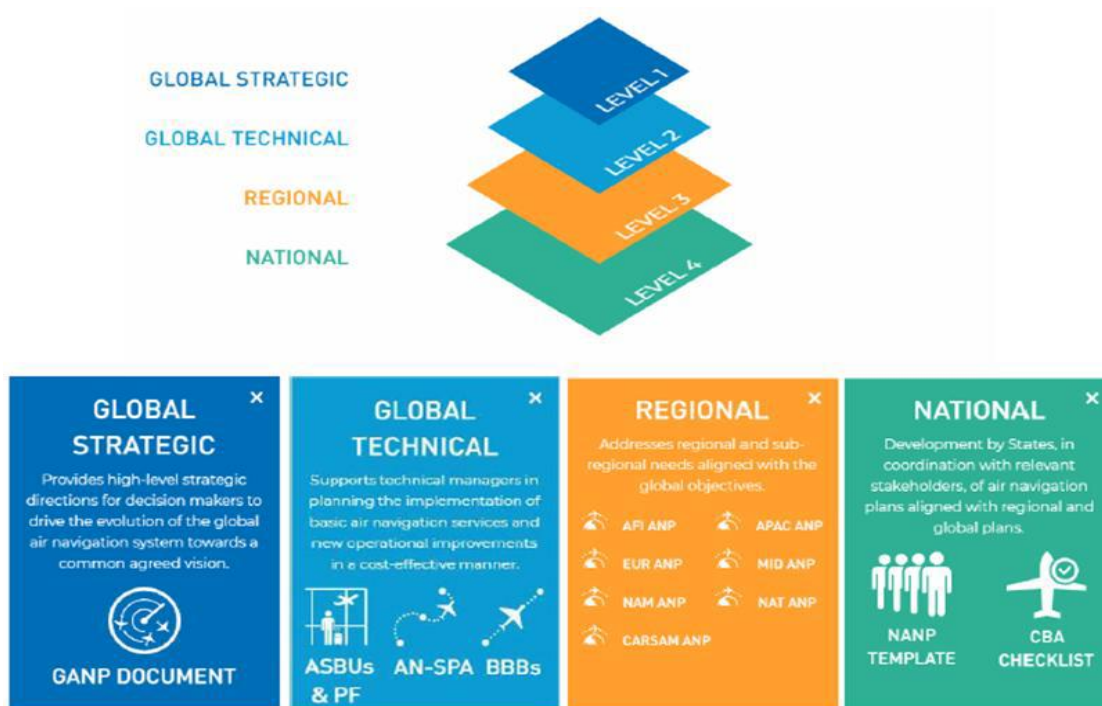 GLOBAL STRATEGIC
LEVEL 1
GLOBAL TECHNICAL
LEVEL 2
REGIONAL
LEVEL 3
NATIONAL
LEVEL 4
×
GLOBAL
STRATEGIC
Provides high-level strategic
directions for decision makers to
drive the evolution of the global
air navigation system towards a
common agreed vision.
GANP DOCUMENT
×
GLOBAL
TECHNICAL
Supports technical managers in
planning the implementation of
basic air navigation services and
new operational improvements
in a cost-effective manner.
ASBUs
& PF
AN-SPA
BBBs
×
REGIONAL
Addresses regional and sub-
regional needs aligned with the
global objectives.
AFI ANP
APAC ANP
EUR ANP
MID ANP
NAM ANP
NAT ANP
CARSAM ANP
×
NATIONAL
Development by States, in
coordination with relevant
stakeholders, of air navigation
plans aligned with regional and
global plans.
NANP
TEMPLATE
CBA
CHECKLIST